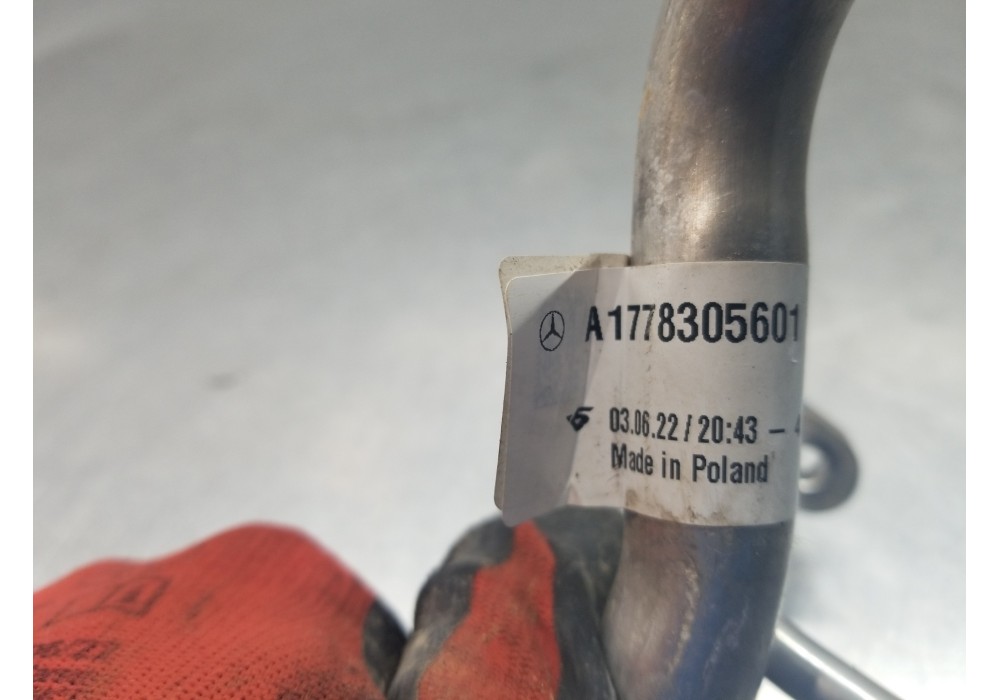 A1778305601
03.06.22 / 20:43 –
Made in Poland